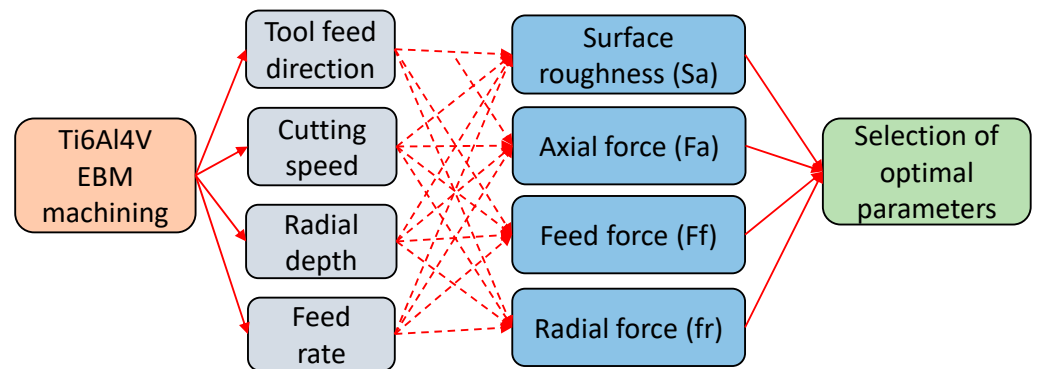 Ti6Al4V
EBM
machining
Tool feed
direction
Cutting
speed
Radial
depth
Feed
rate
Surface
roughness (Sa)
Axial force (Fa)
Feed force (Ff)
Radial force (fr)
Selection of
optimal
parameters